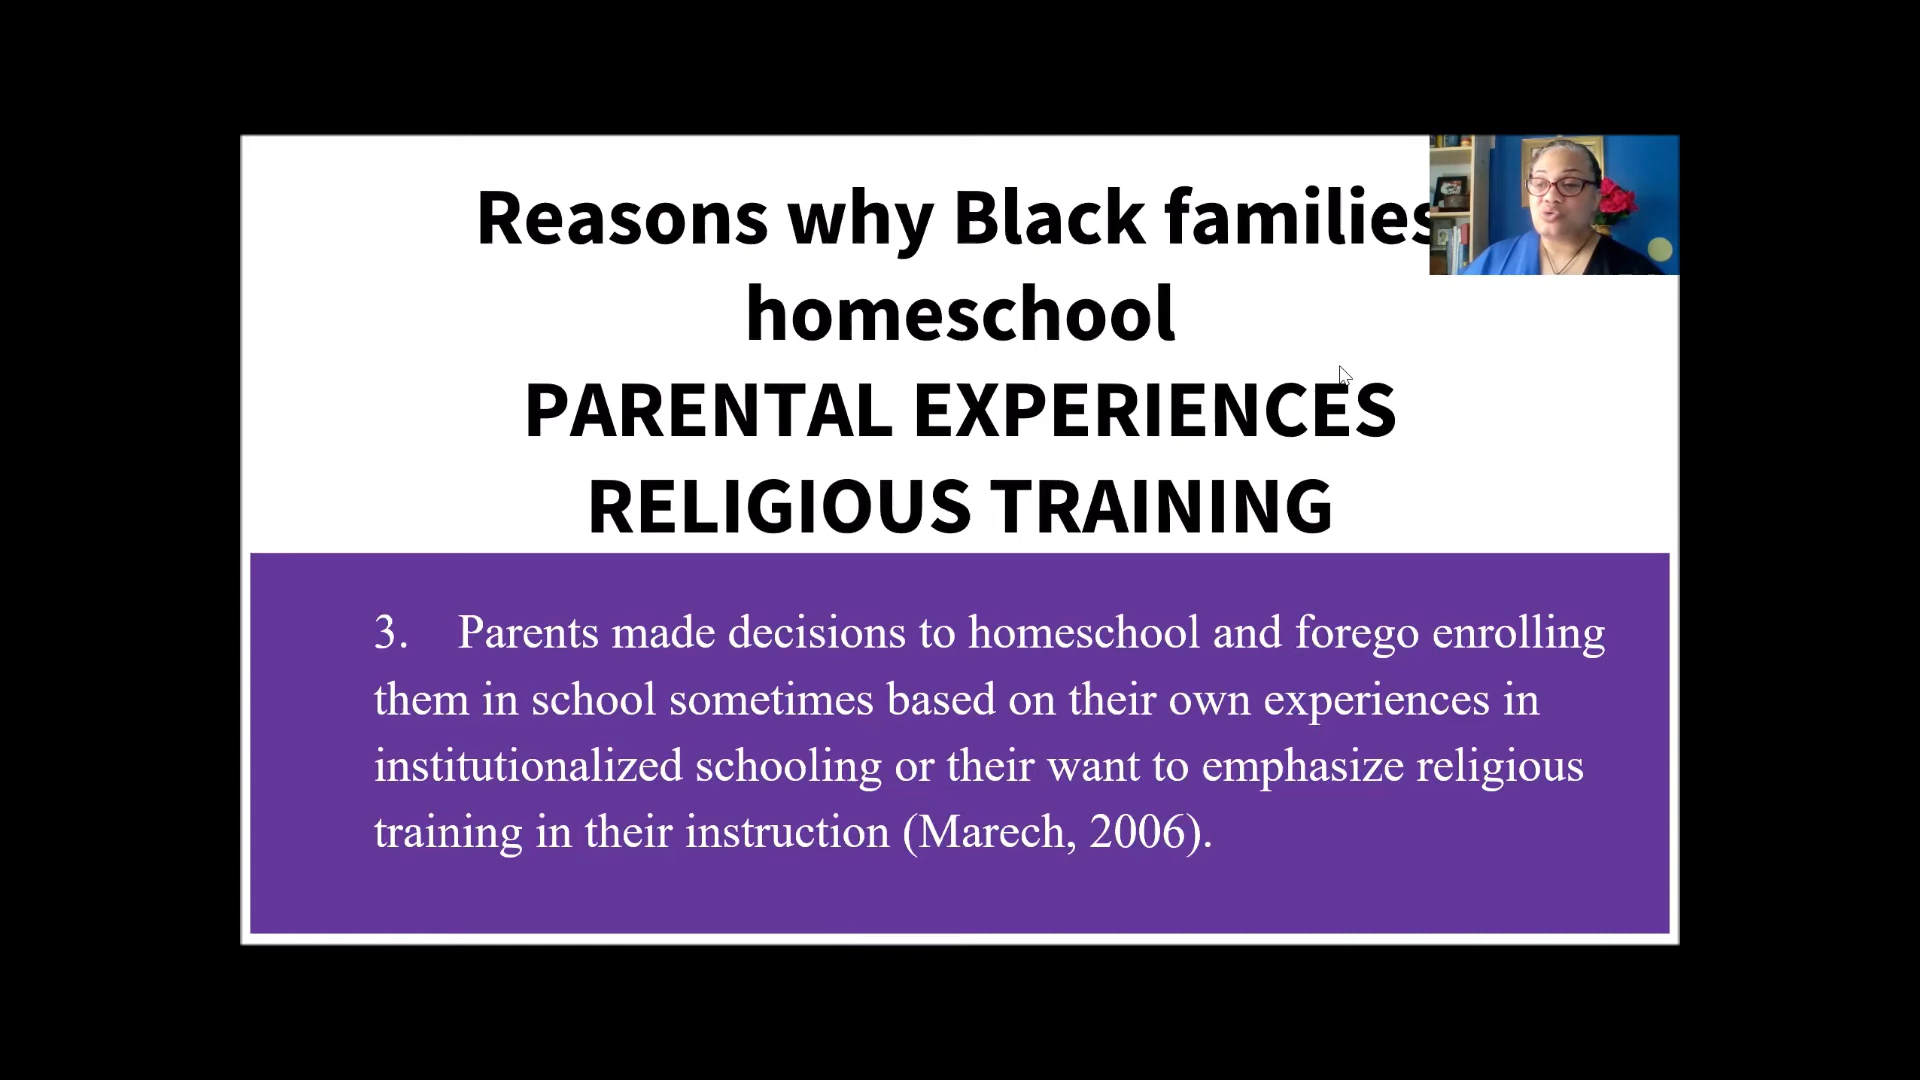 Reasons why Black families
homeschool
PARENTAL EXPERIENCES
RELIGIOUS TRAINING
3. Parents made decisions to homeschool and forego enrolling
them in school sometimes based on their own experiences in
institutionalized schooling or their want to emphasize religious
training in their instruction (Marech, 2006).